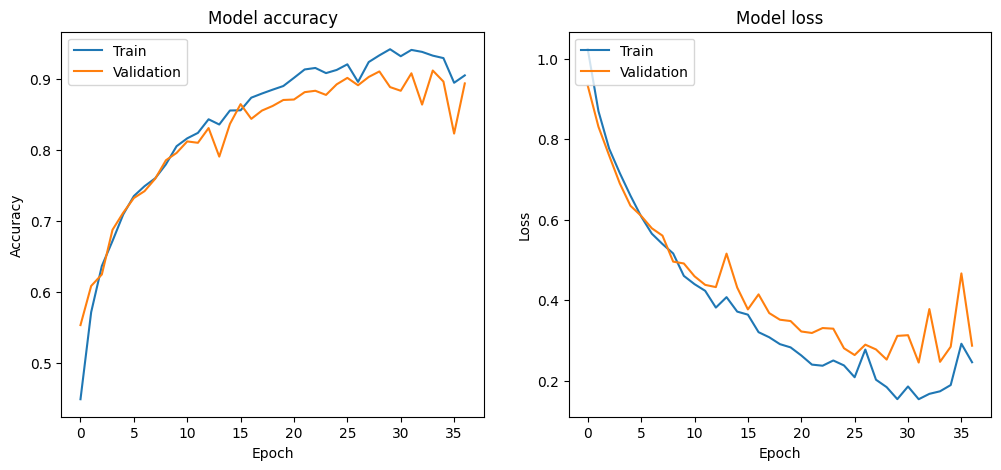 Model accuracy
Train
Validation
0.9
0.8
0.7
0.6
0.5
Accuracy
0 5 10 15 20 25 30 35
Epoch
Model loss
Train
Validation
1.0
0.8
0.6
0.4
0.2
Loss
0 5 10 15 20 25 30 35
Epoch